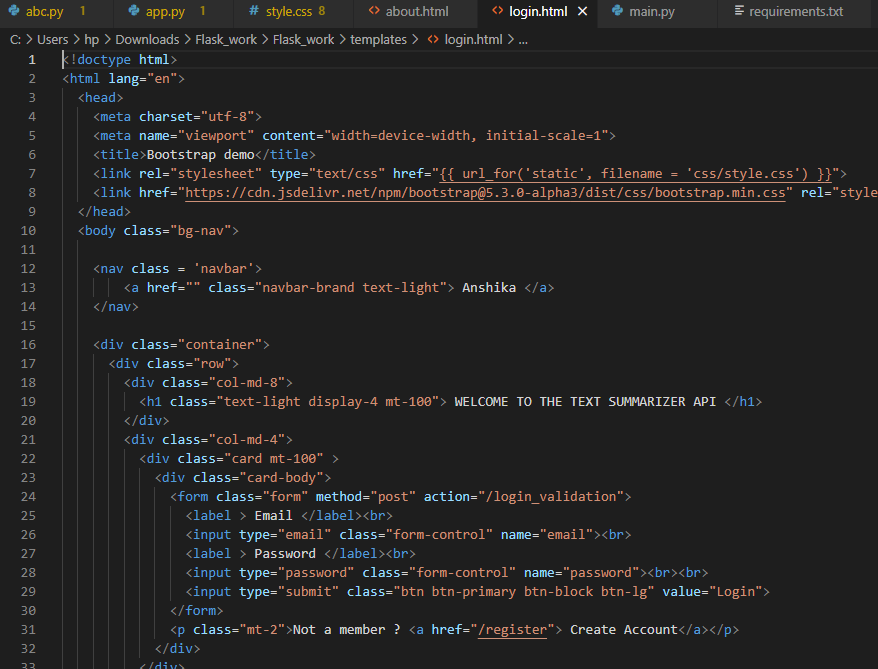 abc.py 1 app.py 1 # style.css 8 <> about.html <> login.html × main.py requirements.txt
C: > Users > hp > Downloads > Flask_work > Flask_work > templates > <> login.html > ...
1 <!doctype html>
2 <html lang="en">
3 <head>
4 <meta charset="utf-8">
5 <meta name="viewport" content="width=device-width, initial-scale=1">
6 <title>Bootstrap demo</title>
7 <link rel="stylesheet" type="text/css" href="{{ url_for('static', filename = 'css/style.css') }}">
8 <link href="https://cdn.jsdelivr.net/npm/bootstrap@5.3.0-alpha3/dist/css/bootstrap.min.css" rel="style
9 </head>
10 <body class="bg-nav">
11
12 <nav class = 'navbar'>
13 <a href="" class="navbar-brand text-light"> Anshika </a>
14 </nav>
15
16 <div class="container">
17 <div class="row">
18 <div class="col-md-8">
19 <h1 class="text-light display-4 mt-100"> WELCOME TO THE TEXT SUMMARIZER API </h1>
20 </div>
21 <div class="col-md-4">
22 <div class="card mt-100" >
23 <div class="card-body">
24 <form class="form" method="post" action="/login_validation">
25 <label > Email </label><br>
26 <input type="email" class="form-control" name="email"><br>
27 <label > Password </label><br>
28 <input type="password" class="form-control" name="password"><br><br>
29 <input type="submit" class="btn btn-primary btn-block btn-lg" value="Login">
30 </form>
31 <p class="mt-2">Not a member ? <a href="/register"> Create Account</a></p>
32 </div>
33 </div>